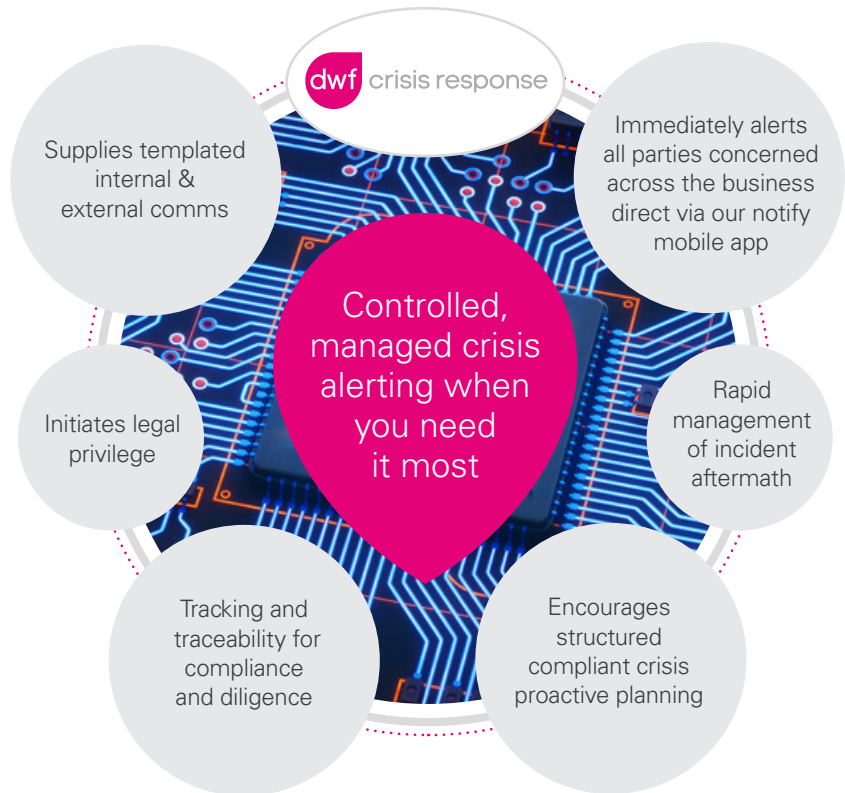 dwf crisis response
Supplies templated
internal &
external comms
Immediately alerts
all parties concerned
across the business
direct via our notify
mobile app
Controlled,
managed crisis
alerting when
you need
it most
Initiates legal
privilege
Rapid
management
of incident
aftermath
Tracking and
traceability for
compliance
and diligence
Encourages
structured
compliant crisis
proactive planning